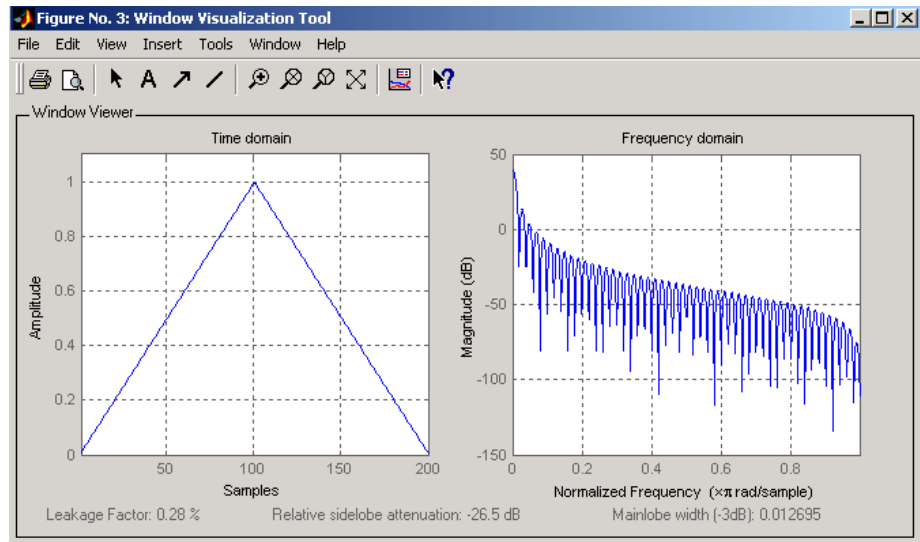 Figure No. 3: Window Visualization Tool
File Edit View Insert Tools Window Help
A
?
Window Viewer
Time domain
Frequency domain
1
0.8
0.6
0.4
0.2
0
Amplitude
50 100 150 200
Samples
50
0
-50
-100
-150
Magnitude (dB)
0 0.2 0.4 0.6 0.8
Normalized Frequency (×π rad/sample)
Leakage Factor: 0.28 %
Relative sidelobe attenuation: -26.5 dB
Mainlobe width (-3dB): 0.012695